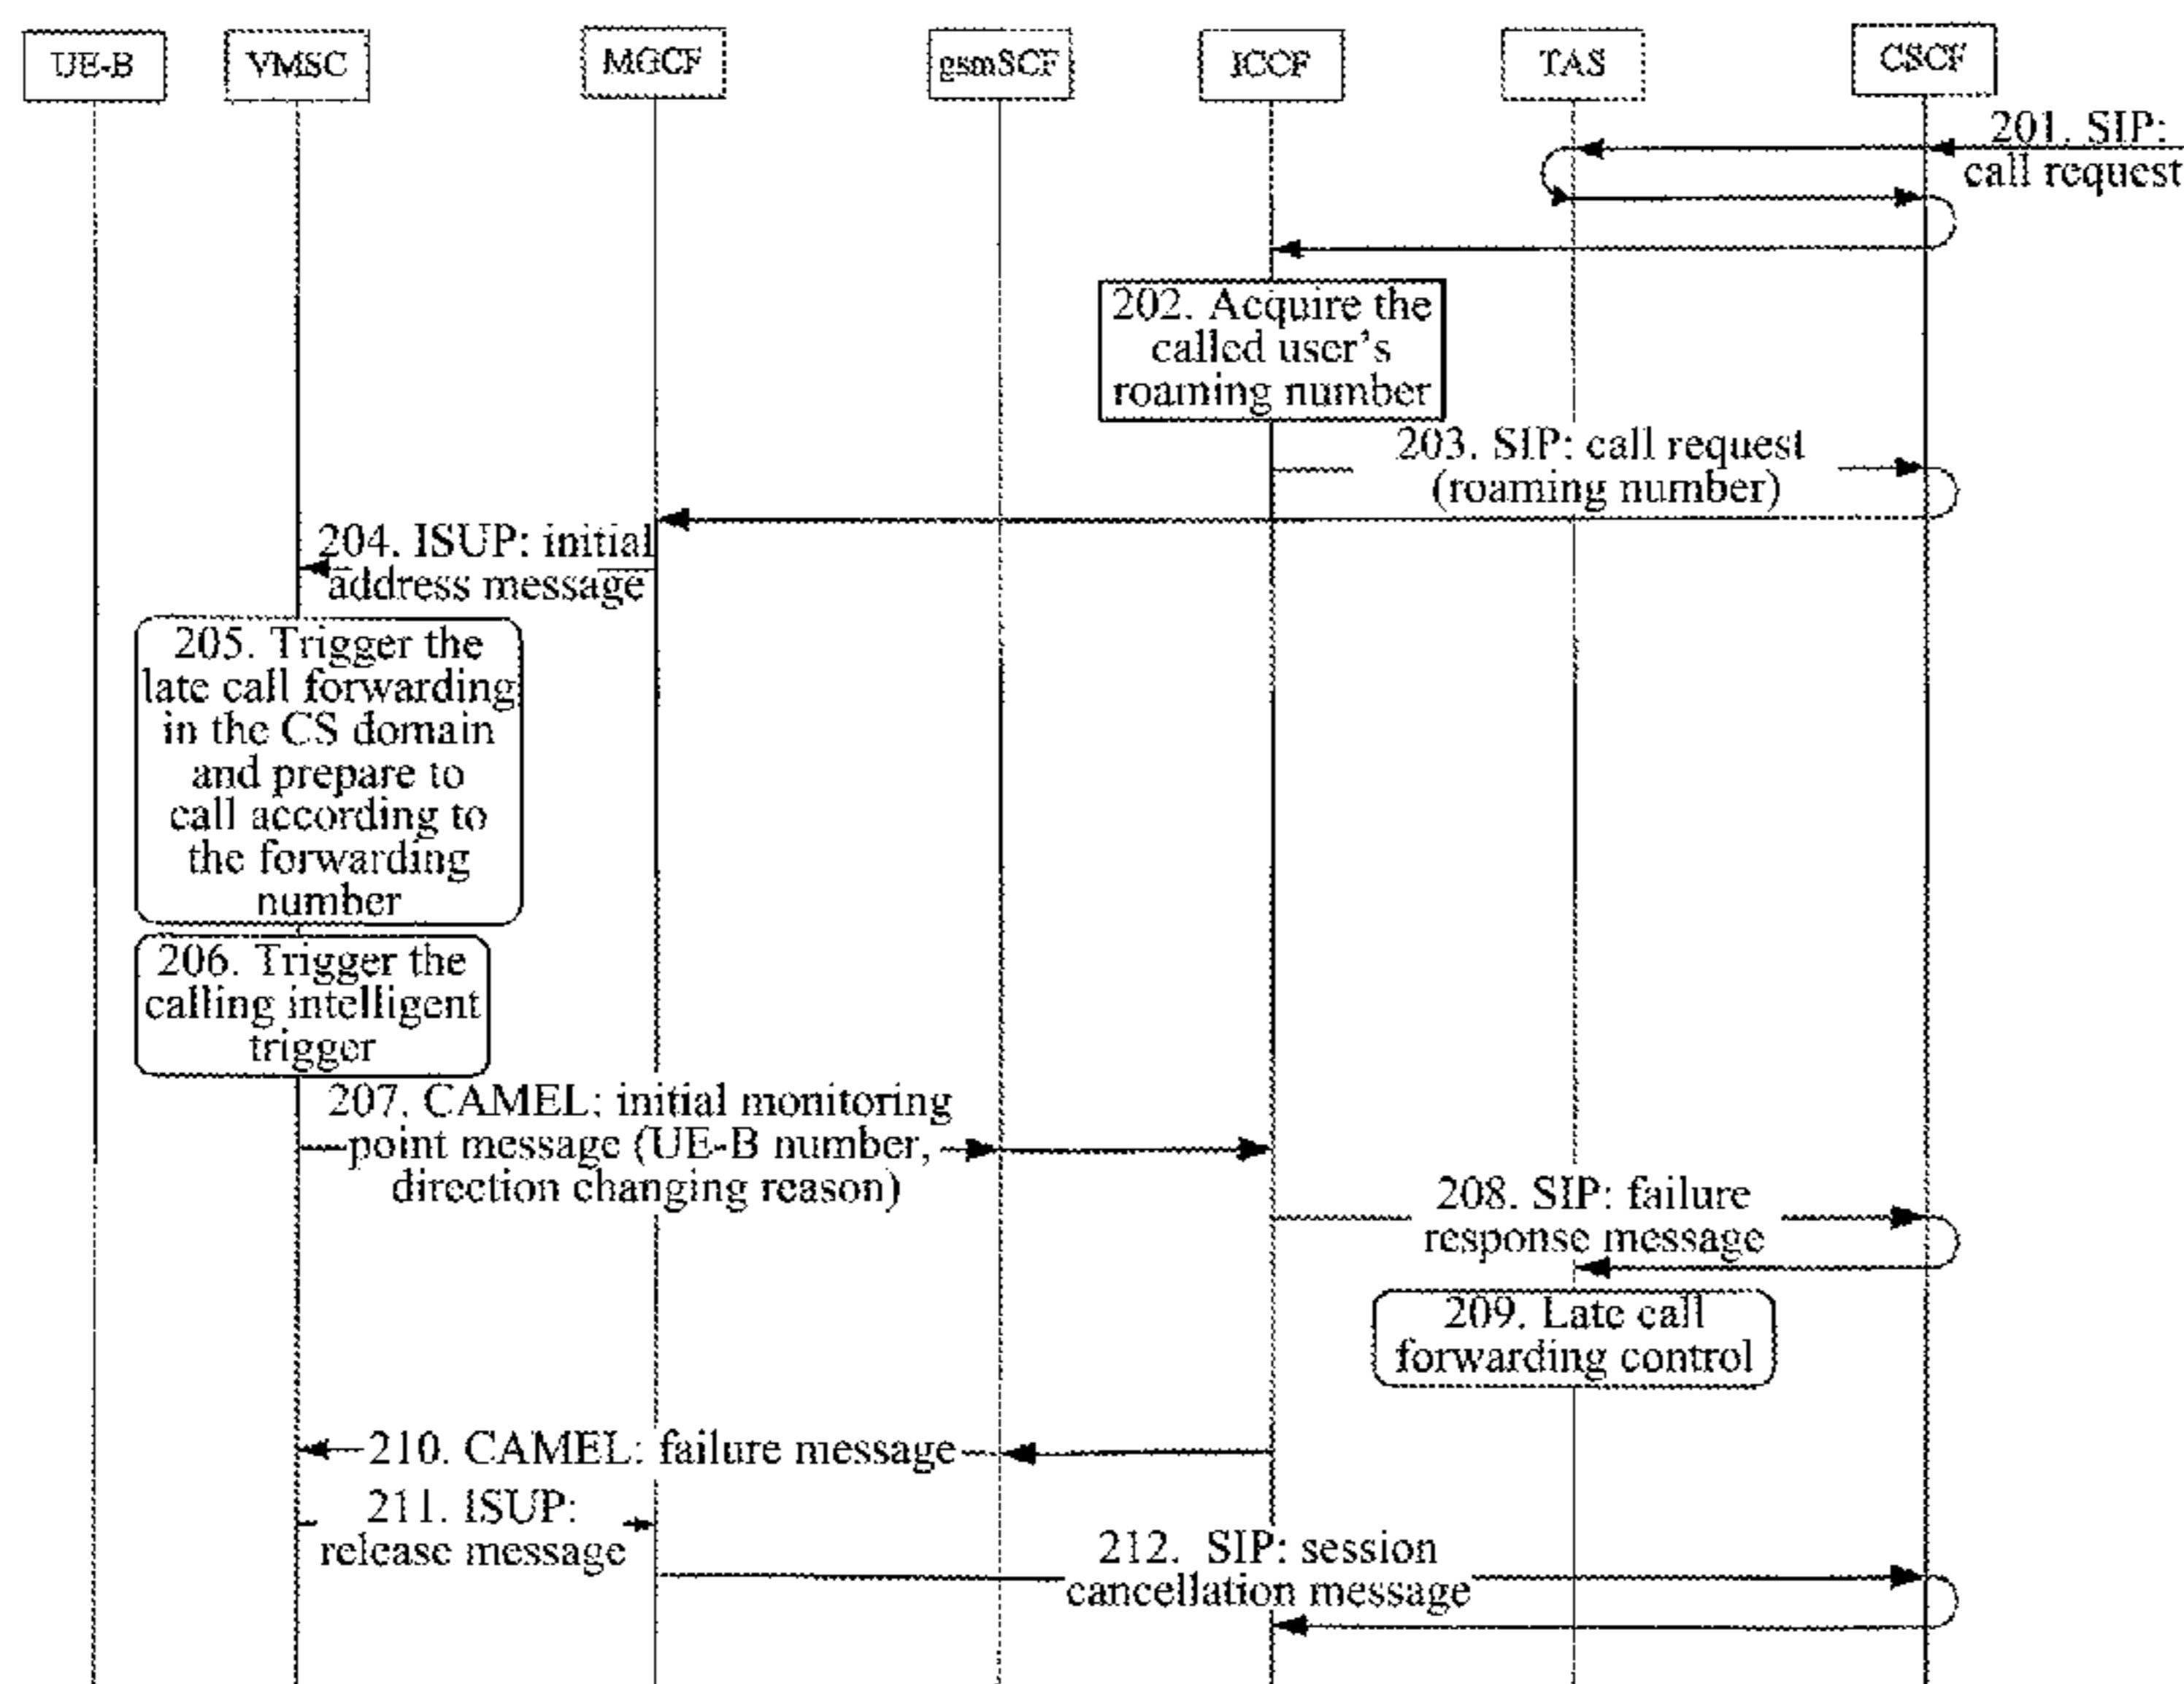 UE-B
VMSC
MGCF
gsmSCF
ICCF
TAS
CSCF
201. SIP:
call request
202. Acquire the
called user's
roaming number
203. SIP: call request
(roaming number)
204. ISUP: initial
address message
205. Trigger the
late call forwarding
in the CS domain
and prepare to
call according to
the forwarding
number
206. Trigger the
calling intelligent
trigger
207. CAMEL: initial monitoring
point message (UE-B number,
direction changing reason)
208. SIP: failure
response message
209. Late call
forwarding control
210. CAMEL: failure message
211. ISUP:
release message
212. SIP: session
cancellation message